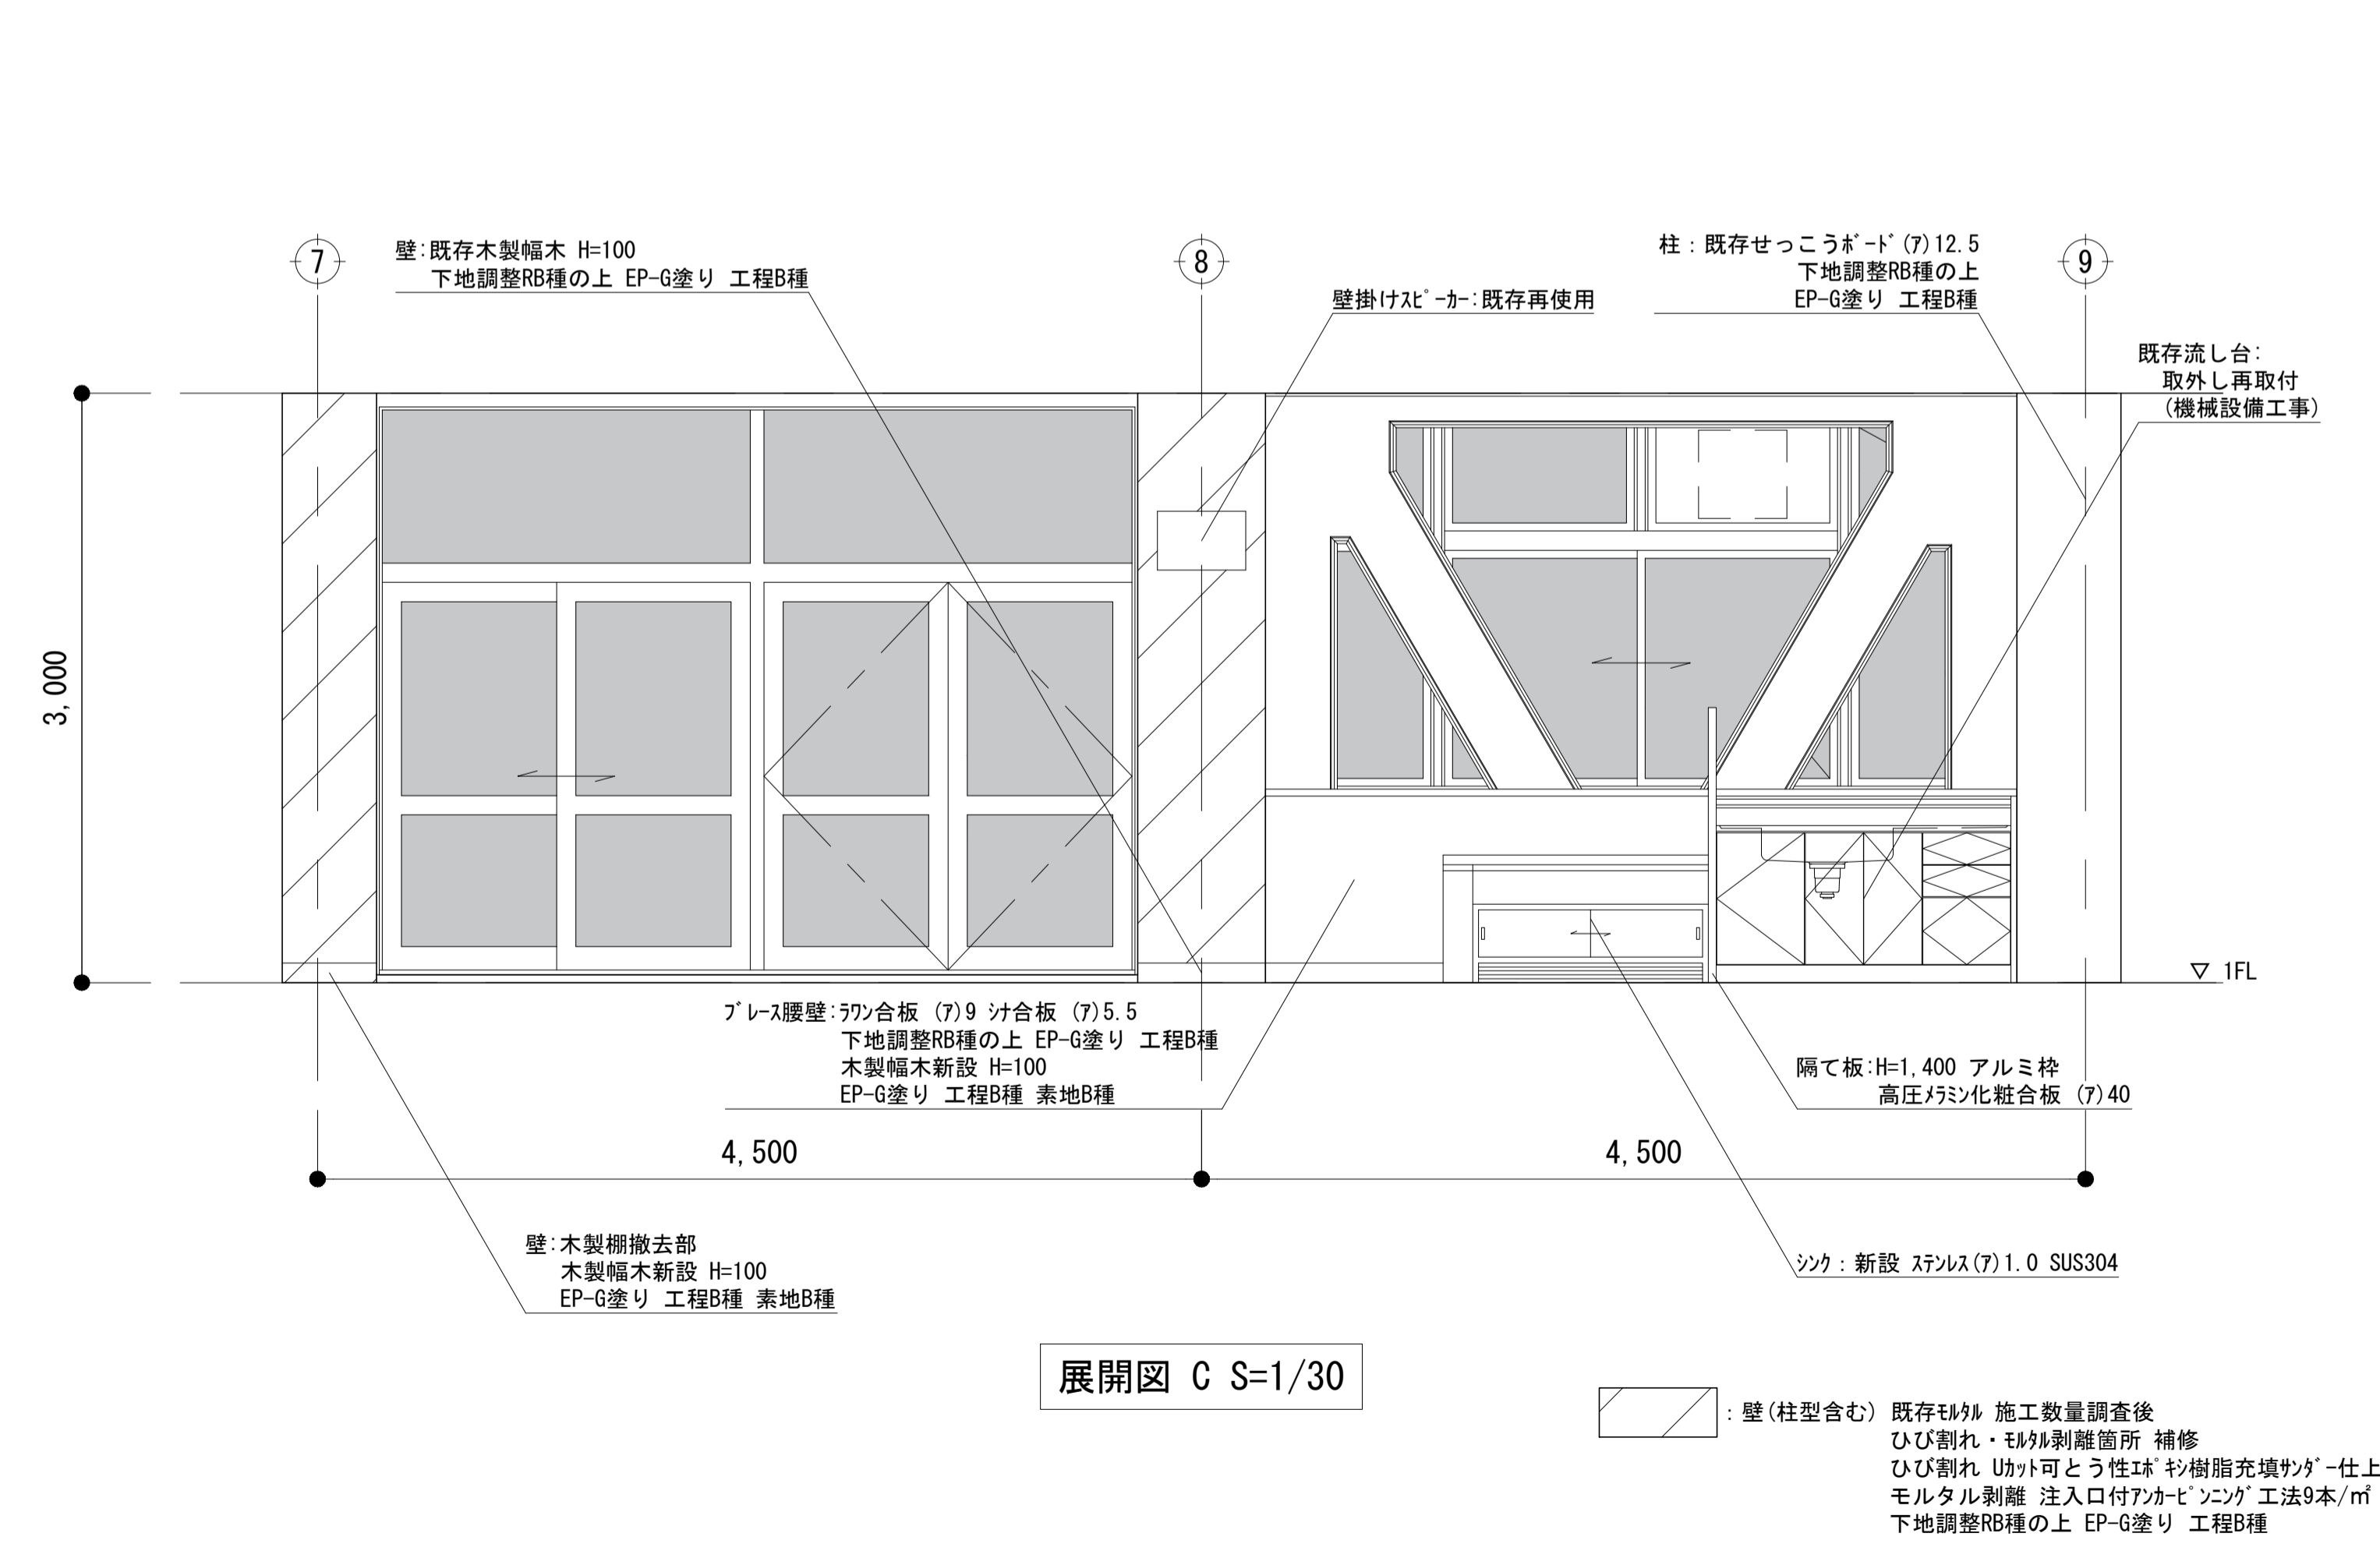 7
8
9
壁:既存木製幅木 H=100
下地調整RB種の上 EP-G塗り 工程B種
壁掛けｽﾋﾟｰｶｰ:既存再使用
柱：既存せっこうﾎﾞｰﾄﾞ(ｱ)12.5
下地調整RB種の上
EP-G塗り 工程B種
既存流し台:
取外し再取付
(機械設備工事)
3,000
▽ 1FL
ﾌﾞﾚｰｽ腰壁:ﾗﾜﾝ合板 (ｱ)9 ｼﾅ合板 (ｱ)5.5
下地調整RB種の上 EP-G塗り 工程B種
木製幅木新設 H=100
EP-G塗り 工程B種 素地B種
隔て板:H=1,400 アルミ枠
高圧ﾒﾗﾐﾝ化粧合板 (ｱ)40
4,500
4,500
壁:木製棚撤去部
木製幅木新設 H=100
EP-G塗り 工程B種 素地B種
ｼﾝｸ：新設 ｽﾃﾝﾚｽ(ｱ)1.0 SUS304
展開図 C S=1/30
：壁(柱型含む) 既存ﾓﾙﾀﾙ 施工数量調査後
ひび割れ・ﾓﾙﾀﾙ剥離箇所 補修
ひび割れ Uｶｯﾄ可とう性ｴﾎﾟｷｼ樹脂充填ｻﾝﾀﾞｰ仕上
モルタル剥離 注入口付ｱﾝｶｰﾋﾟﾝﾆﾝｸﾞ工法9本/㎡
下地調整RB種の上 EP-G塗り 工程B種